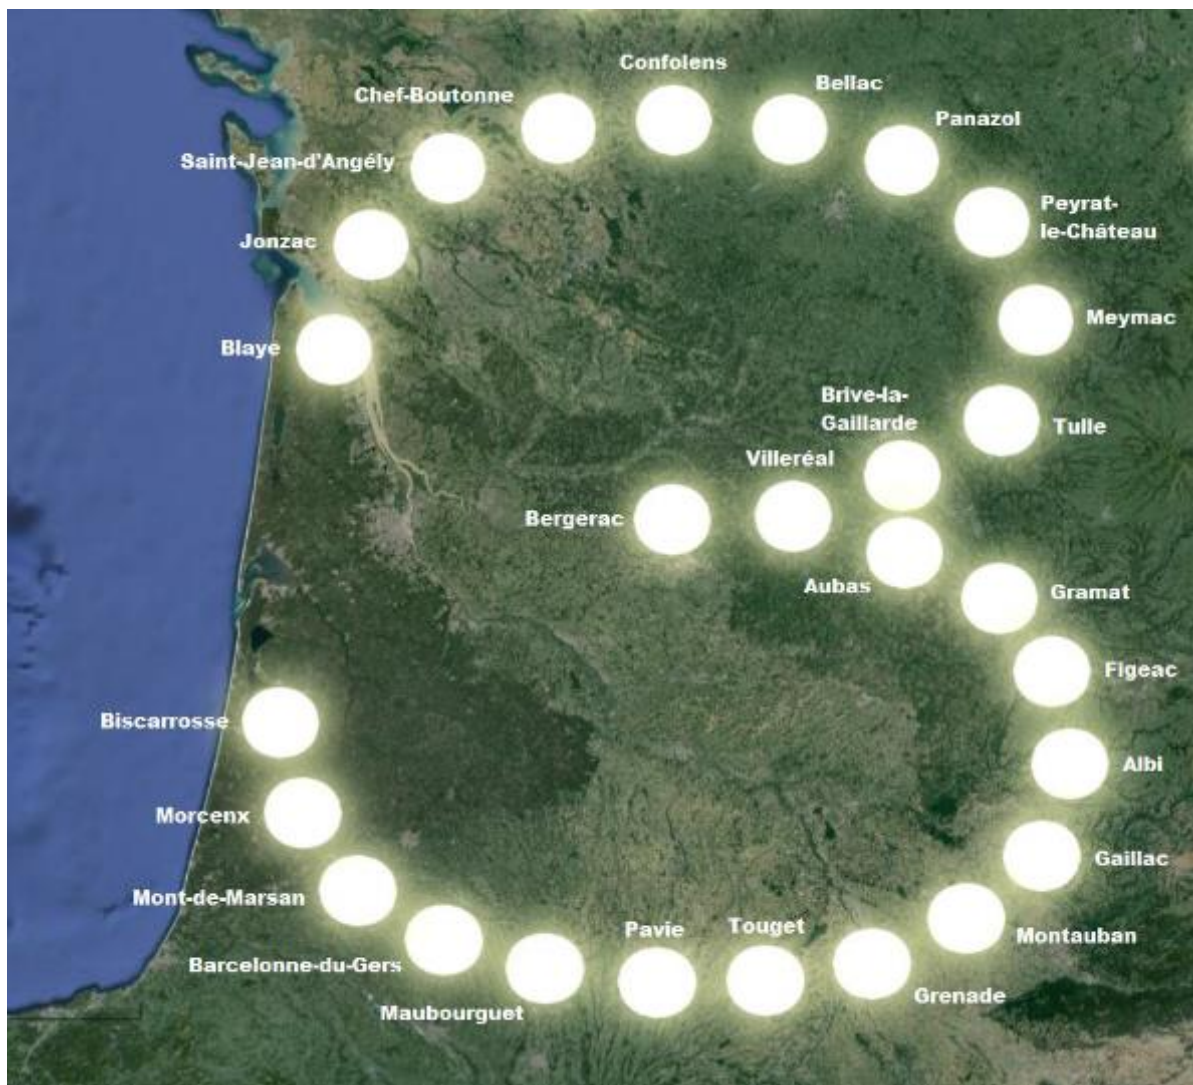 Confolens
Bellac
Chef-Boutonne
Panazol
Saint-Jean-d'Angély
Peyrat-
le-Château
Jonzac
Meymac
Blaye
Brive-la-
Gaillarde
Tulle
Villeréal
Bergerac
Aubas
Gramat
Figeac
Biscarrosse
Albi
Morcenx
Gaillac
Mont-de-Marsan
Pavie
Touget
Montauban
Barcelonne-du-Gers
Grenade
Maubourguet